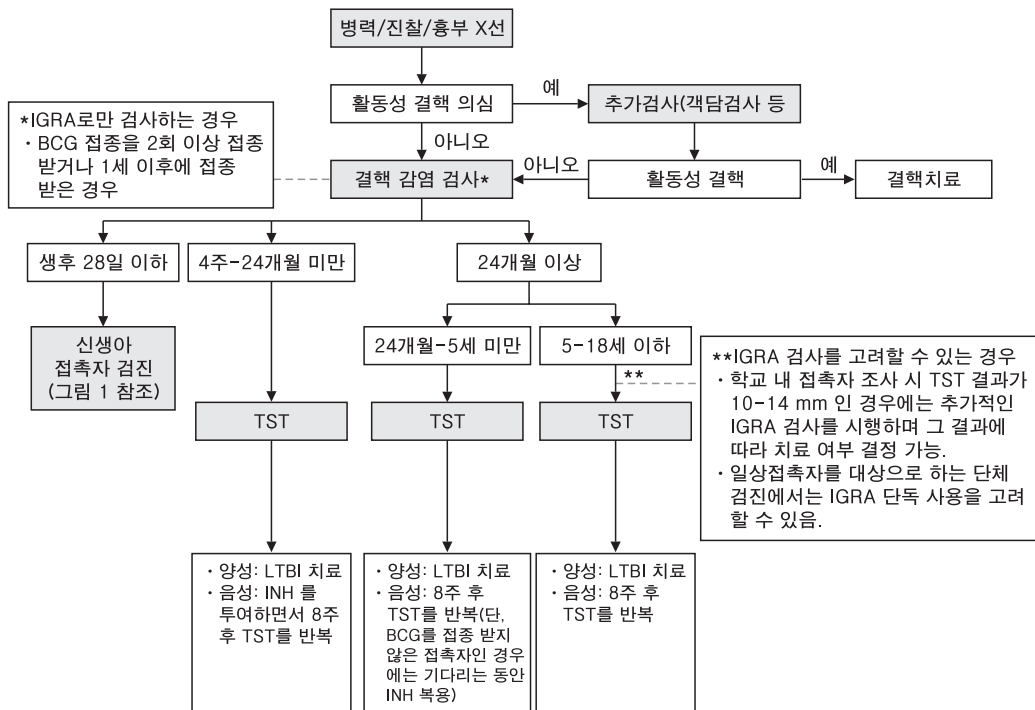 병력/진찰/흉부 X선
활동성 결핵 의심
예
추가검사(객담검사 등
*IGRA로만 검사하는 경우
· BCG 접종을 2회 이상 접종
받거나 1세 이후에 접종
받은 경우
아니오
결핵 감염 검사*
아니오
활동성 결핵
예
결핵치료
생후 28일 이하
4주-24개월 미만
24개월 이상
신생아
접촉자 검진
(그림 1 참조)
24개월-5세 미만
5-18세 이하
**
**IGRA 검사를 고려할 수 있는 경우
· 학교 내 접촉자 조사 시 TST 결과가
10-14 mm 인 경우에는 추가적인
IGRA 검사를 시행하며 그 결과에
따라 치료 여부 결정 가능.
· 일상접촉자를 대상으로 하는 단체
검진에서는 IGRA 단독 사용을 고려
할 수 있음.
TST
TST
TST
· 양성: LTBI 치료
· 음성: INH 를
투여하면서 8주
후 TST를 반복
· 양성: LTBI 치료
· 음성: 8주 후
TST를 반복(단,
BCG를 접종 받지
않은 접촉자인 경우
에는 기다리는 동안
INH 복용)
· 양성: LTBI 치료
· 음성: 8주 후
TST를 반복